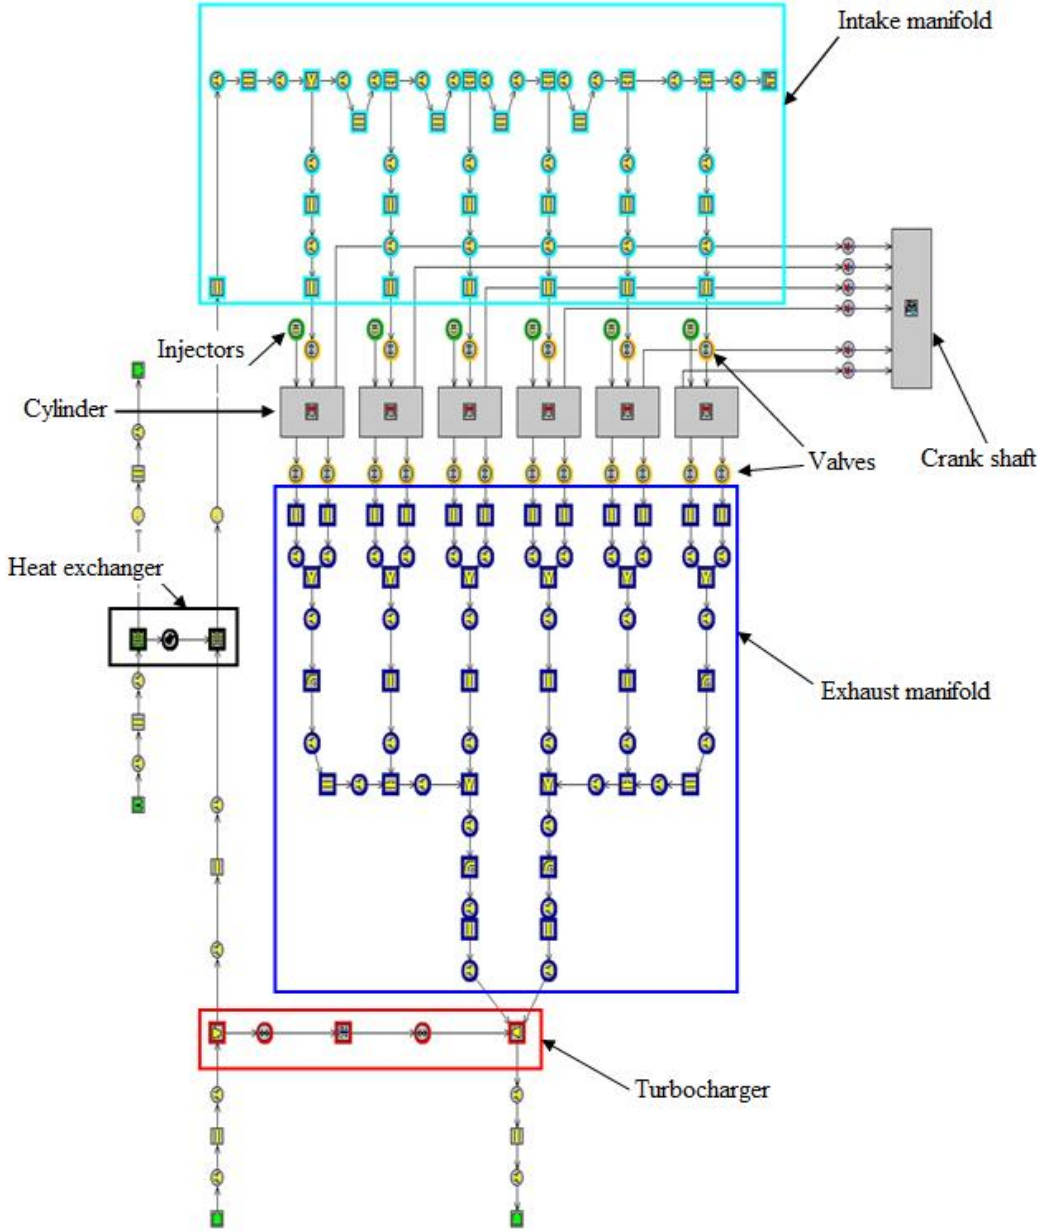 Intake manifold
Injectors
Cylinder
Valves
Crank shaft
Heat exchanger
Exhaust manifold
Turbocharger